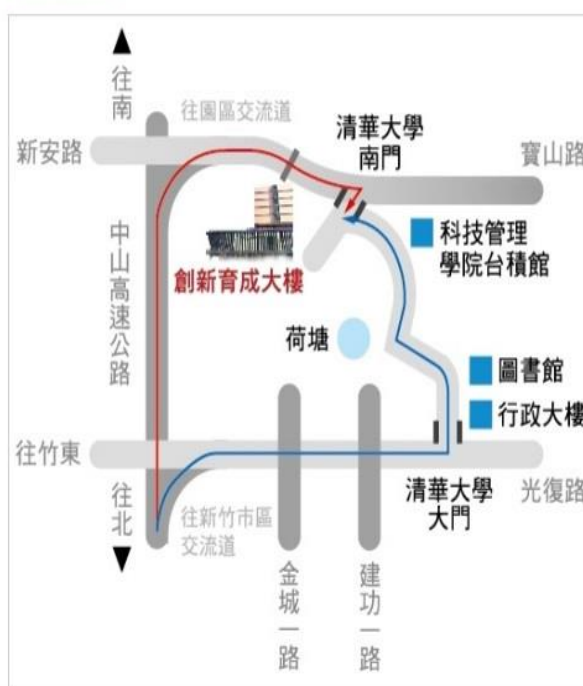 往南
往園區交流道
清華大學
南門
新安路
寶山路
科技管理
學院台積館
創新育成大樓
中山高速公路
荷塘
圖書館
行政大樓
往竹東
清華大學
大門
光復路
往北
往新竹市區
交流道
金城一路
建功一路